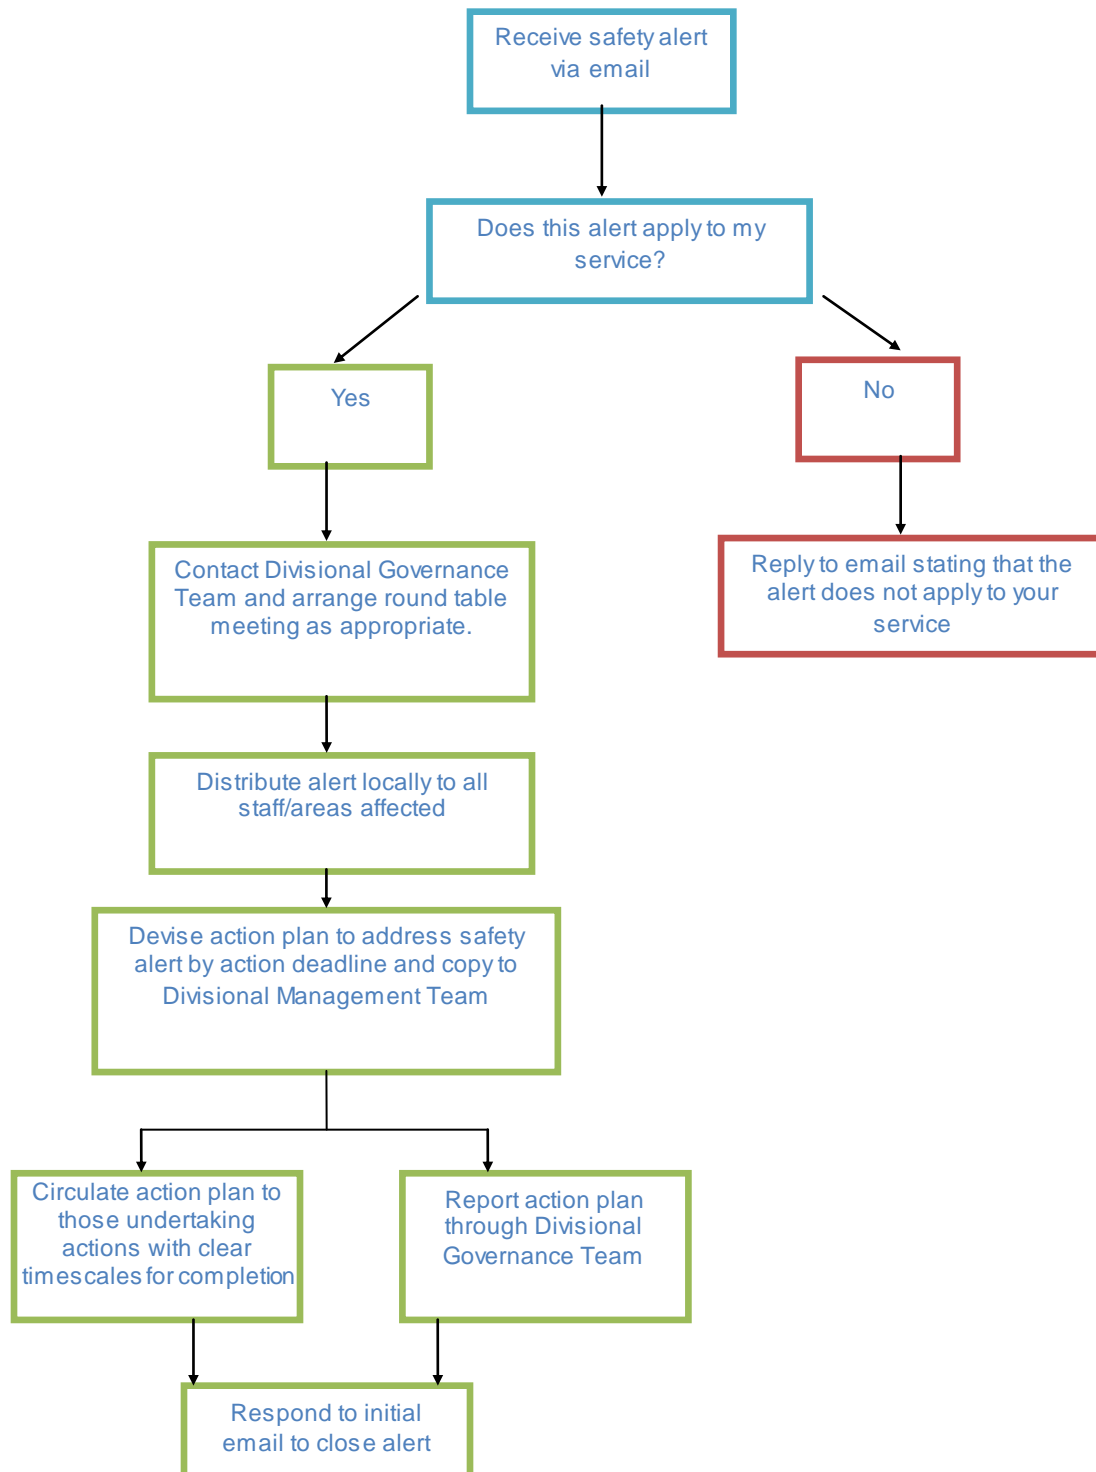 Receive safety alert
via email
Does this alert apply to my
service?
Yes
No
Contact Divisional Governance
Team and arrange round table
meeting as appropriate.
Reply to email stating that the
alert does not apply to your
service
Distribute alert locally to all
staff/areas affected
Devise action plan to address safety
alert by action deadline and copy to
Divisional Management Team
Circulate action plan to
those undertaking
actions with clear
timescales for completion
Report action plan
through Divisional
Governance Team
Respond to initial
email to close alert